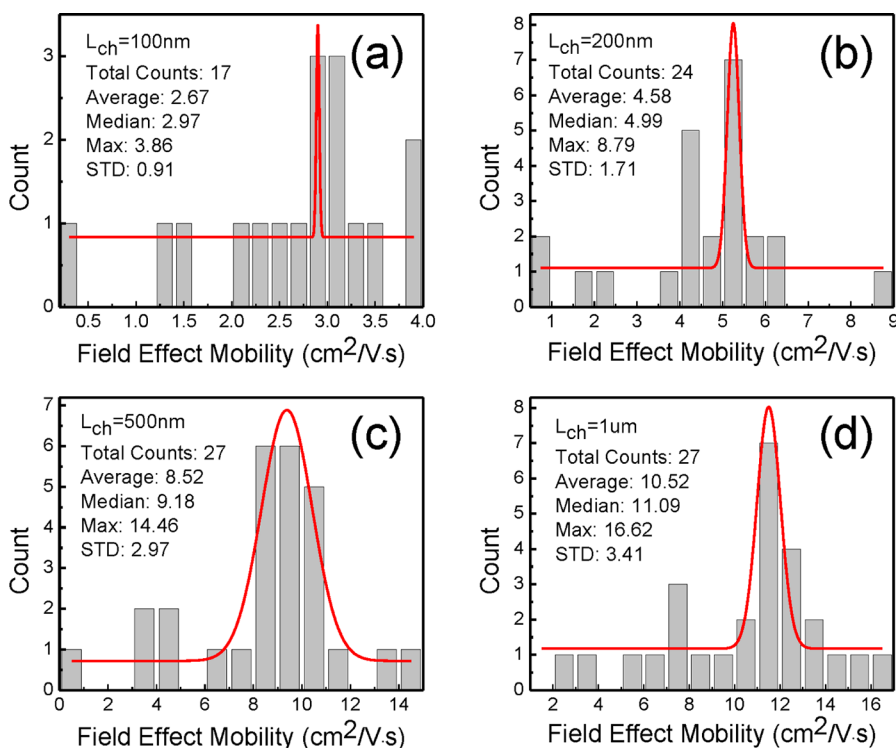 L_ch=100nm
(a)
Total Counts: 17
Average: 2.67
Median: 2.97
Max: 3.86
STD: 0.91
Count
3
2
1
0
0.5 1.0 1.5 2.0 2.5 3.0 3.5 4.0
Field Effect Mobility (cm²/V·s)
L_ch=200nm
(b)
Total Counts: 24
Average: 4.58
Median: 4.99
Max: 8.79
STD: 1.71
Count
8
7
6
5
4
3
2
1
0
1 2 3 4 5 6 7 8 9
Field Effect Mobility (cm²/V·s)
L_ch=500nm
(c)
Total Counts: 27
Average: 8.52
Median: 9.18
Max: 14.46
STD: 2.97
Count
7
6
5
4
3
2
1
0
0 2 4 6 8 10 12 14
Field Effect Mobility (cm²/V·s)
L_ch=1um
(d)
Total Counts: 27
Average: 10.52
Median: 11.09
Max: 16.62
STD: 3.41
Count
8
7
6
5
4
3
2
1
0
2 4 6 8 10 12 14 16
Field Effect Mobility (cm²/V·s)